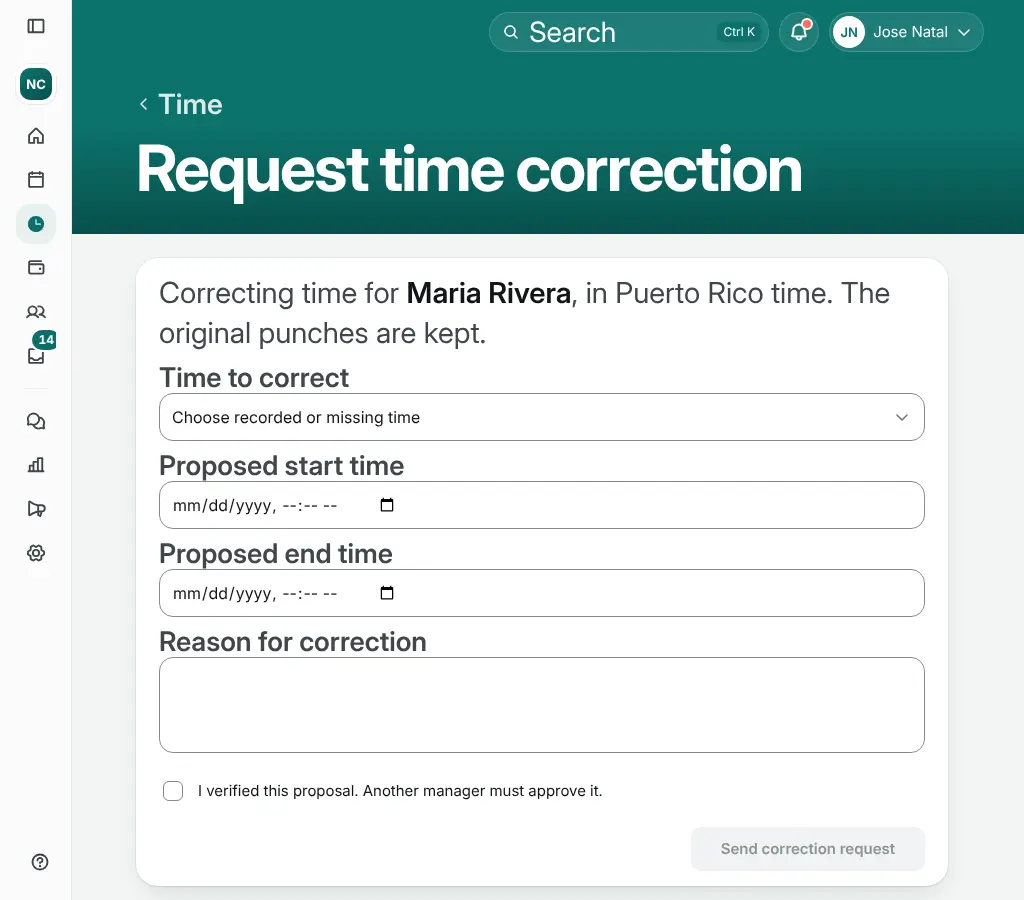 Search
Ctrl K
JN
Jose Natal
NC
Time
Request time correction
Correcting time for Maria Rivera, in Puerto Rico time. The
original punches are kept.
Time to correct
Choose recorded or missing time
Proposed start time
mm/dd/yyyy, --:-- --
Proposed end time
mm/dd/yyyy, --:-- --
Reason for correction
14
I verified this proposal. Another manager must approve it.
Send correction request